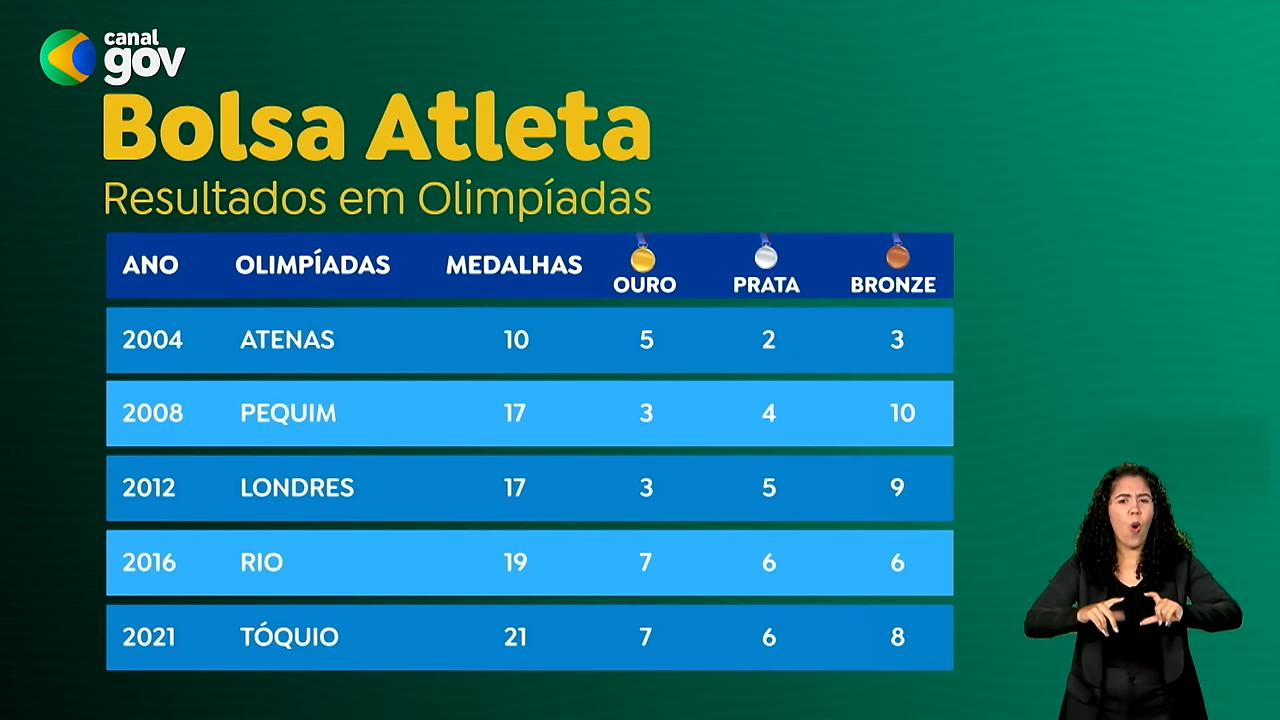 canal
gov
Bolsa Atleta
Resultados em Olimpíadas
ANO OLIMPÍADAS MEDALHAS OURO PRATA BRONZE
2004 ATENAS 10 5 2 3
2008 PEQUIM 17 3 4 10
2012 LONDRES 17 3 5 9
2016 RIO 19 7 6 6
2021 TÓQUIO 21 7 6 8